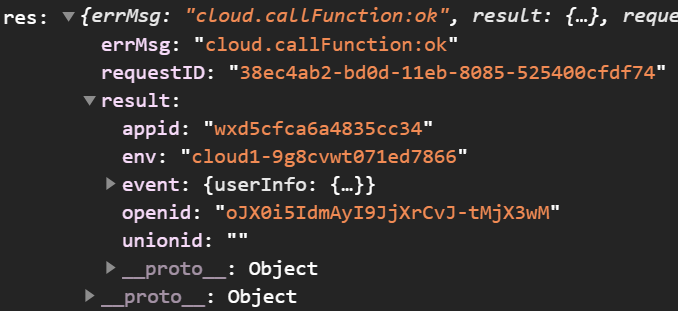 res: ▼{errMsg: "cloud.callFunction:ok", result: {…}, reque
errMsg: "cloud.callFunction:ok"
requestID: "38ec4ab2-bd0d-11eb-8085-525400cfdf74"
▼result:
appid: "wxd5cfca6a4835cc34"
env: "cloud1-9g8cvwt071ed7866"
▶event: {userInfo: {…}}
openid: "oJX0i5IdmAyI9JjXrCvJ-tMjX3wM"
unionid: ""
▶__proto__: Object
▶__proto__: Object